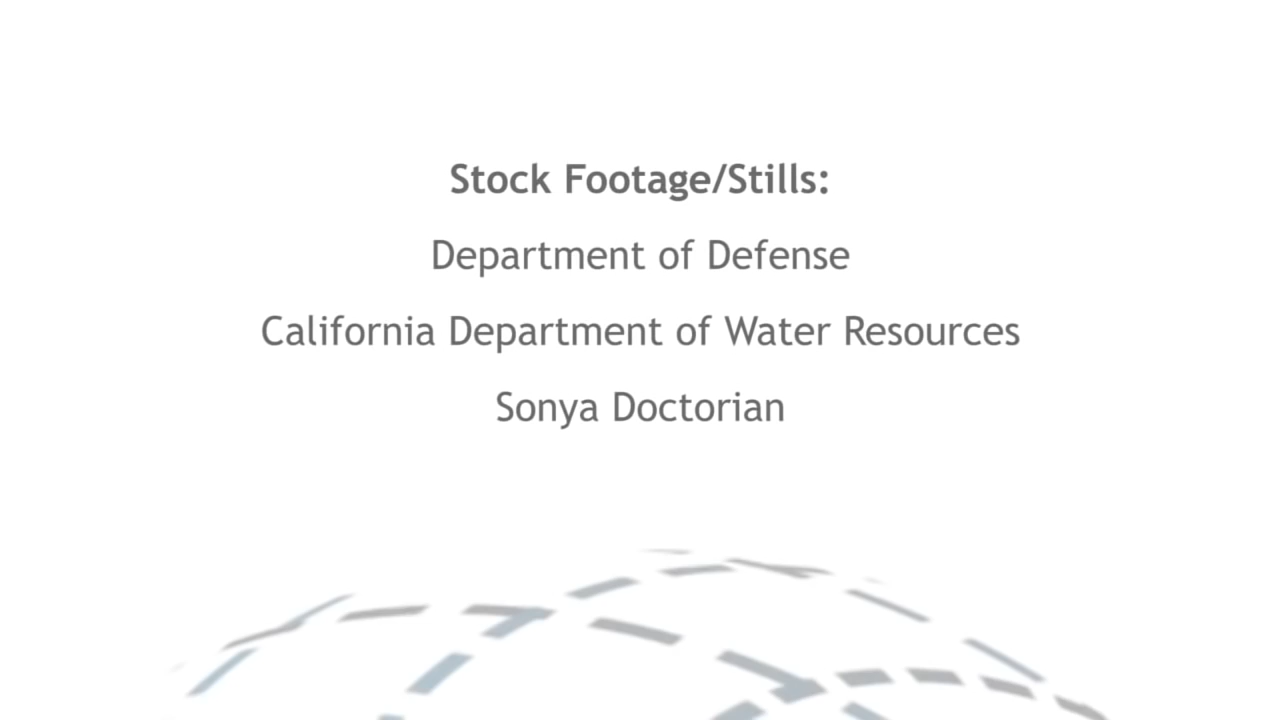 Stock Footage/Stills:
Department of Defense
California Department of Water Resources
Sonya Doctorian